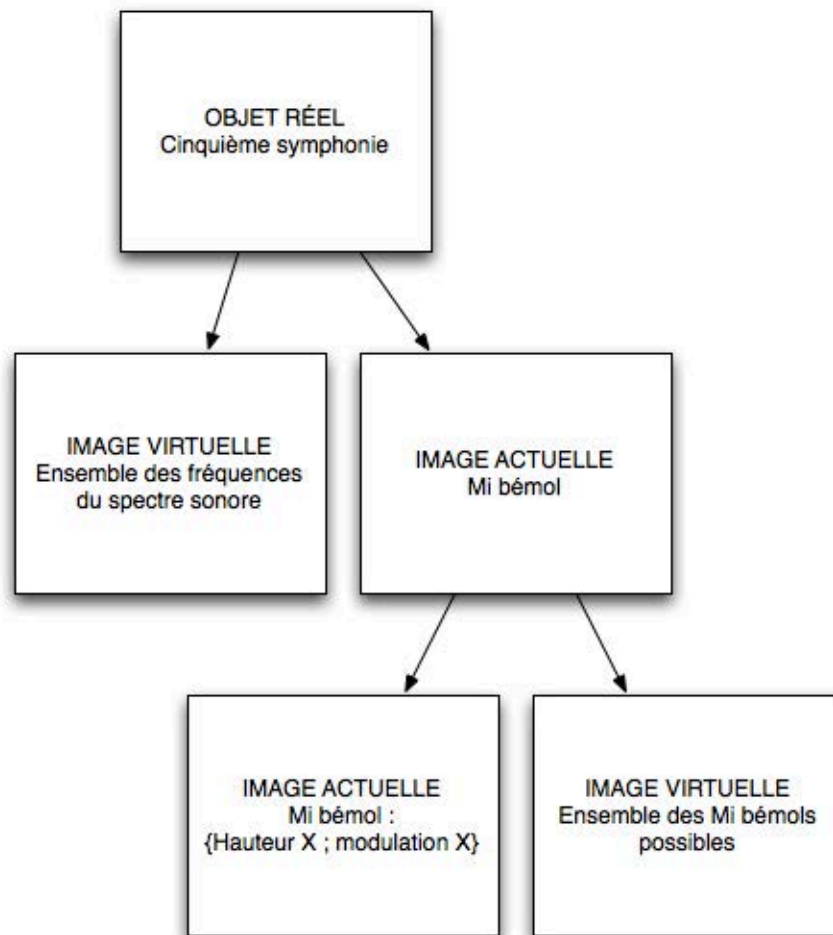 OBJET RÉEL
Cinquième symphonie
IMAGE VIRTUELLE
Ensemble des fréquences
du spectre sonore
IMAGE ACTUELLE
Mi bémol
IMAGE ACTUELLE
Mi bémol :
{Hauteur X ; modulation X}
IMAGE VIRTUELLE
Ensemble des Mi bémols
possibles